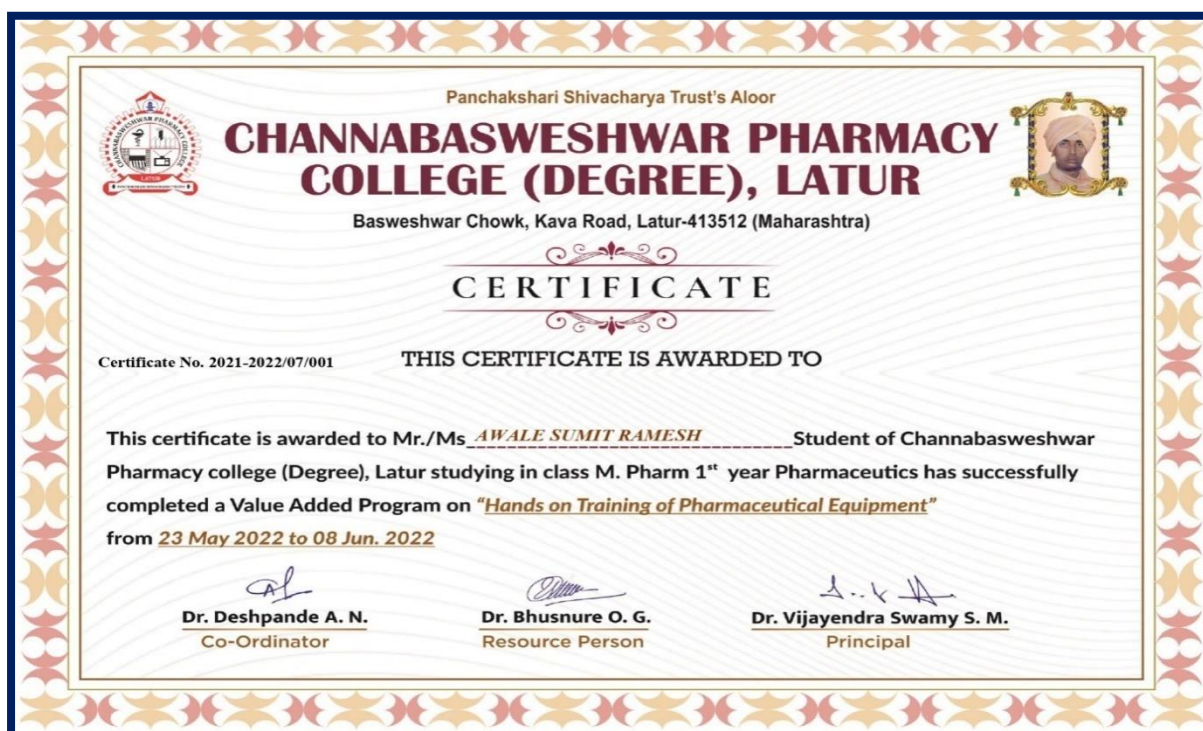 Panchakshari Shivacharya Trust's Aloor
CHANNABASWESHWAR PHARMACY
COLLEGE (DEGREE), LATUR
CHANNABASWESHWAR PHARMACY COLLEGE
LATUR
Basweshwar Chowk, Kava Road, Latur-413512 (Maharashtra)
CERTIFICATE
Certificate No. 2021-2022/07/001
THIS CERTIFICATE IS AWARDED TO
This certificate is awarded to Mr./Ms AWALE SUMIT RAMESH Student of Channabasweshwar
Pharmacy college (Degree), Latur studying in class M. Pharm 1st year Pharmaceutics has successfully
completed a Value Added Program on “Hands on Training of Pharmaceutical Equipment”
from 23 May 2022 to 08 Jun. 2022
Dr. Deshpande A. N. Dr. Bhusnure O. G. Dr. Vijayendra Swamy S. M.
Co-Ordinator Resource Person Principal